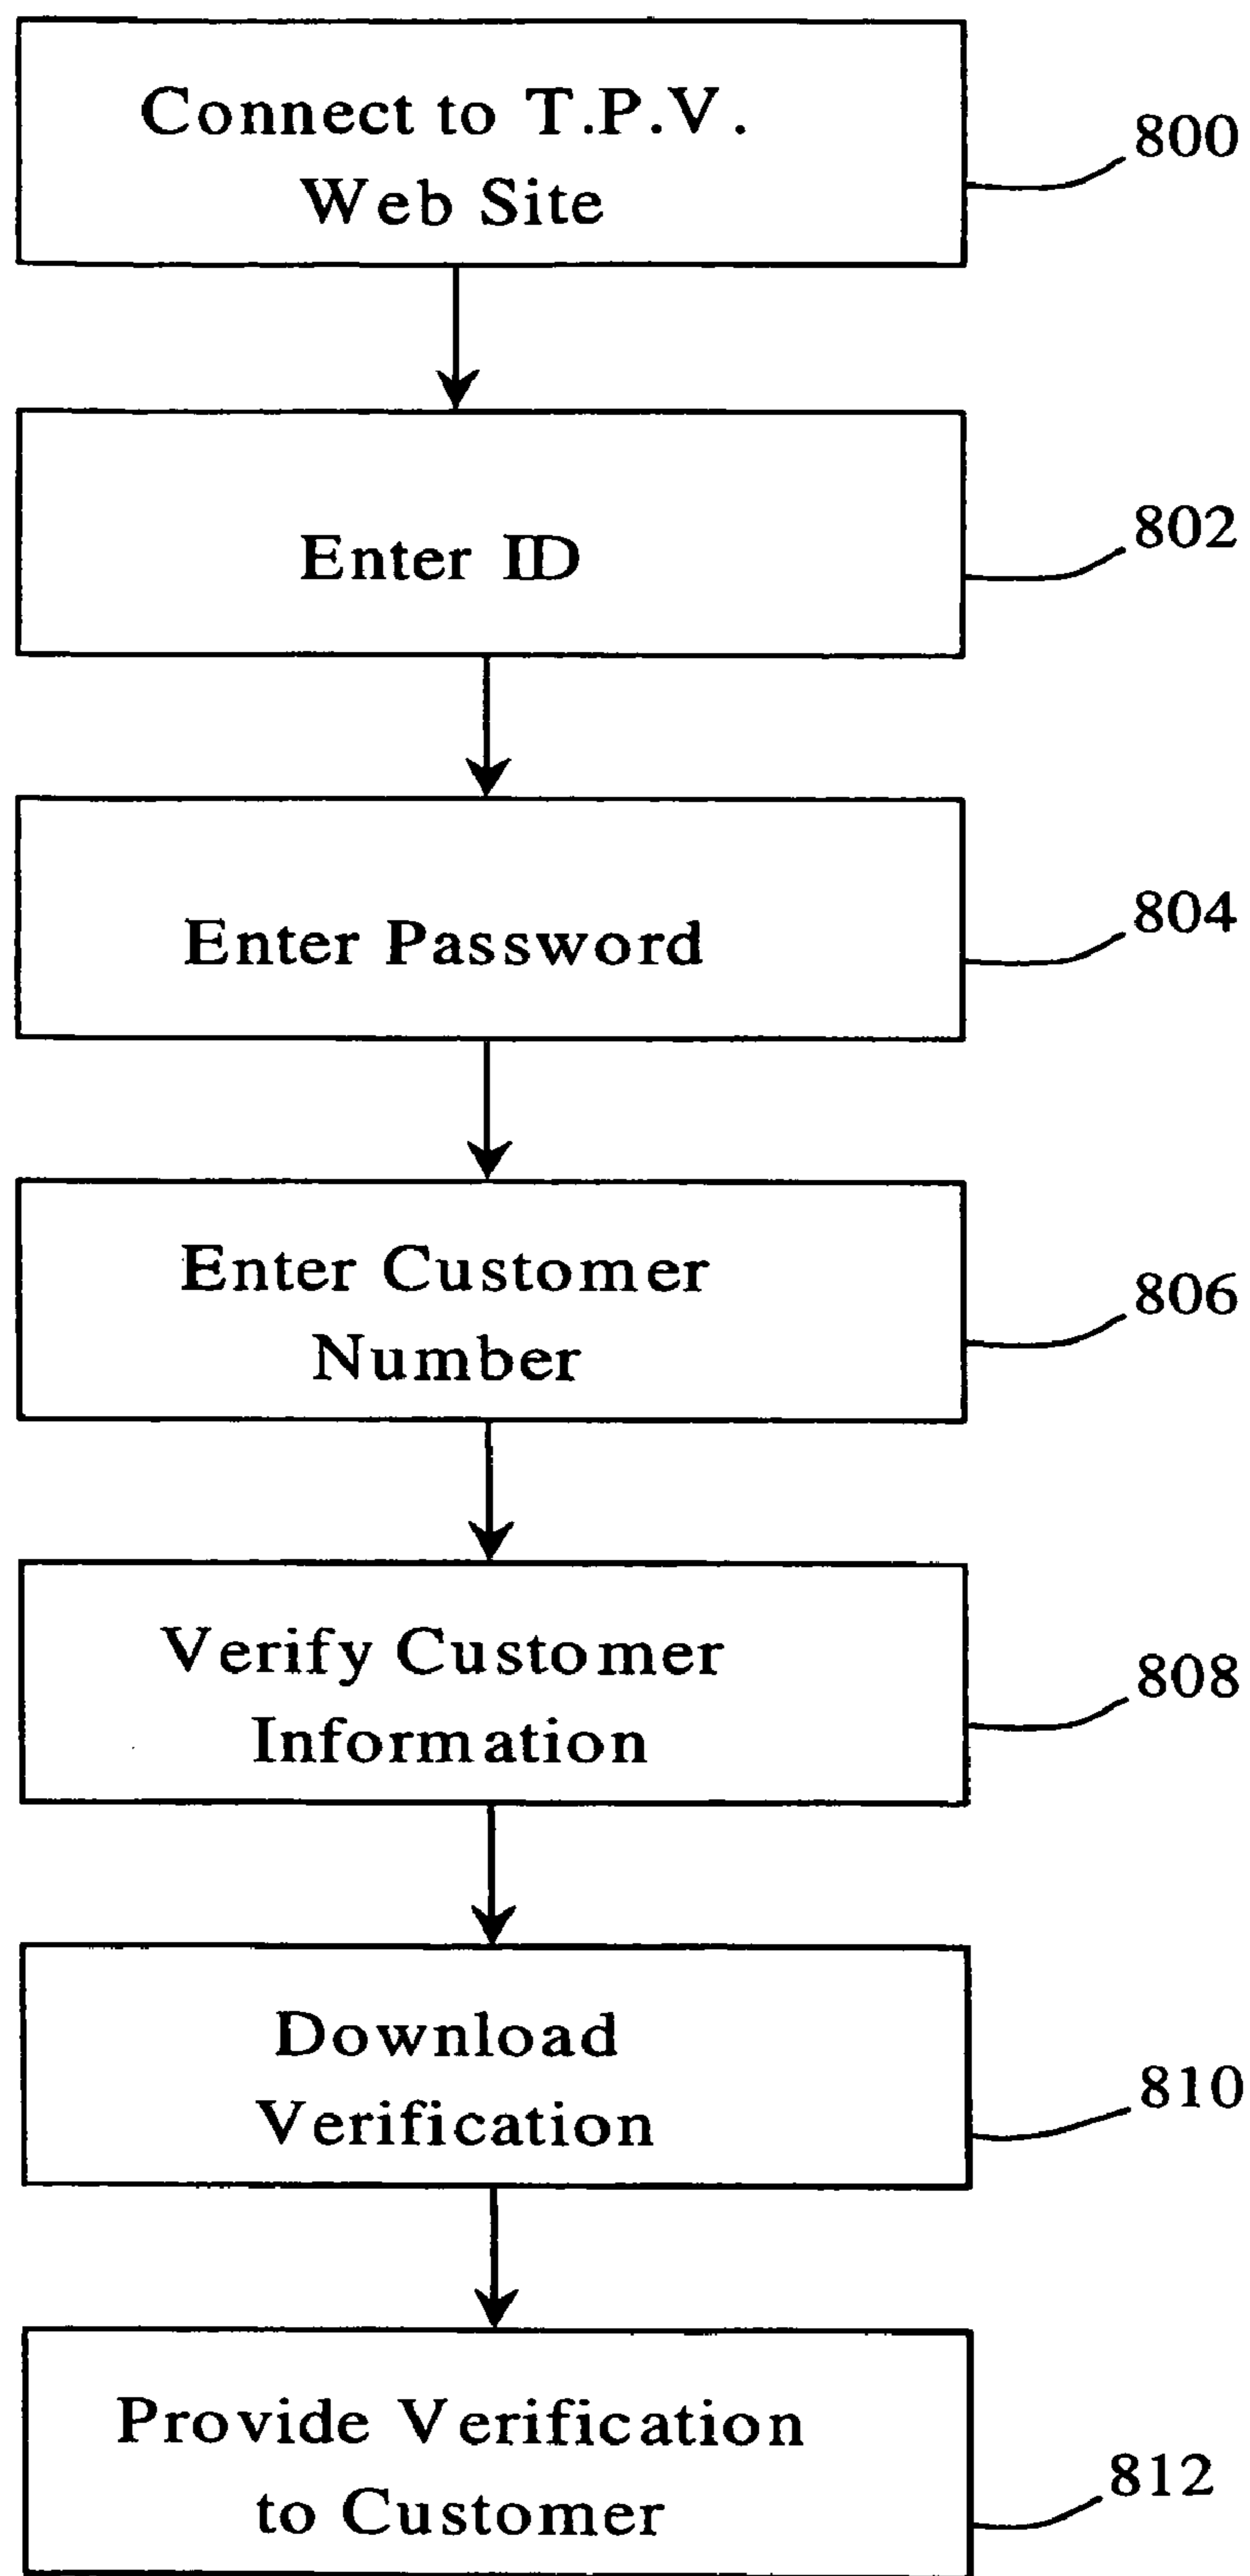 Connect to T.P.V.
Web Site
800
Enter ID
802
Enter Password
804
Enter Customer
Number
806
Verify Customer
Information
808
Download
Verification
810
Provide Verification
to Customer
812